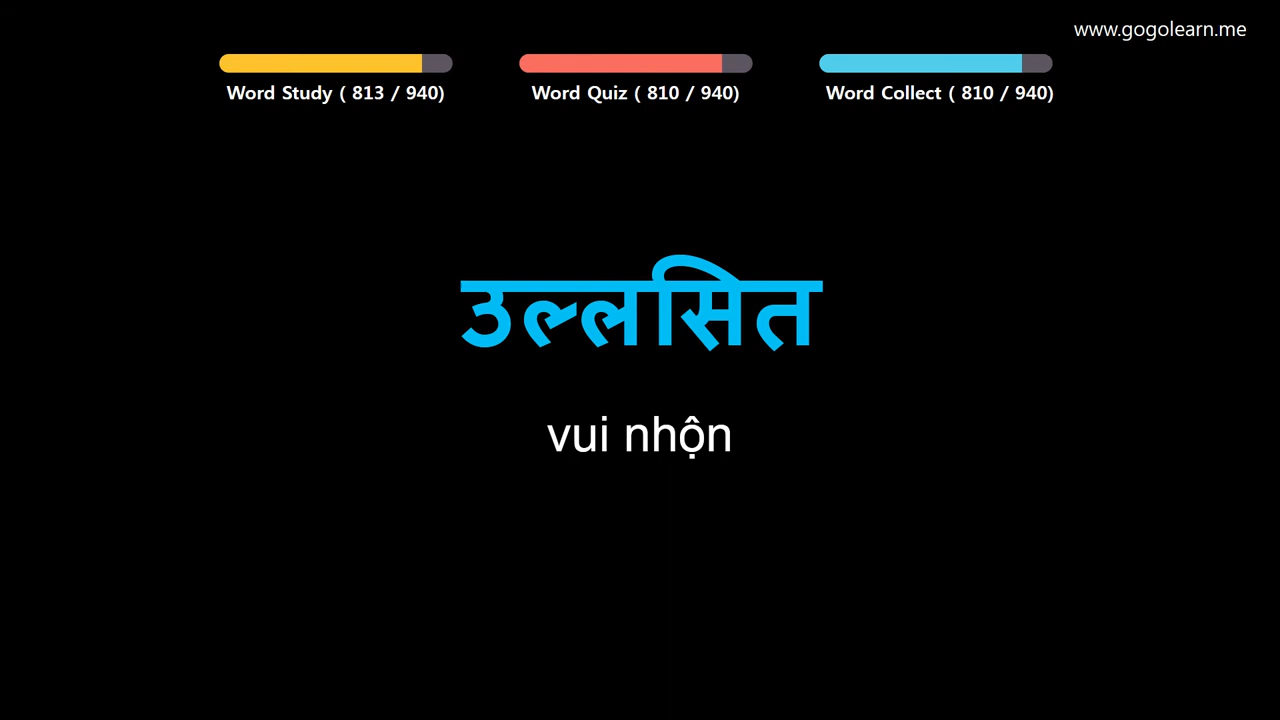 www.gogolearn.me
Word Study ( 813 / 940)
Word Quiz ( 810 / 940)
Word Collect ( 810 / 940)
उल्लसित
vui nhộn